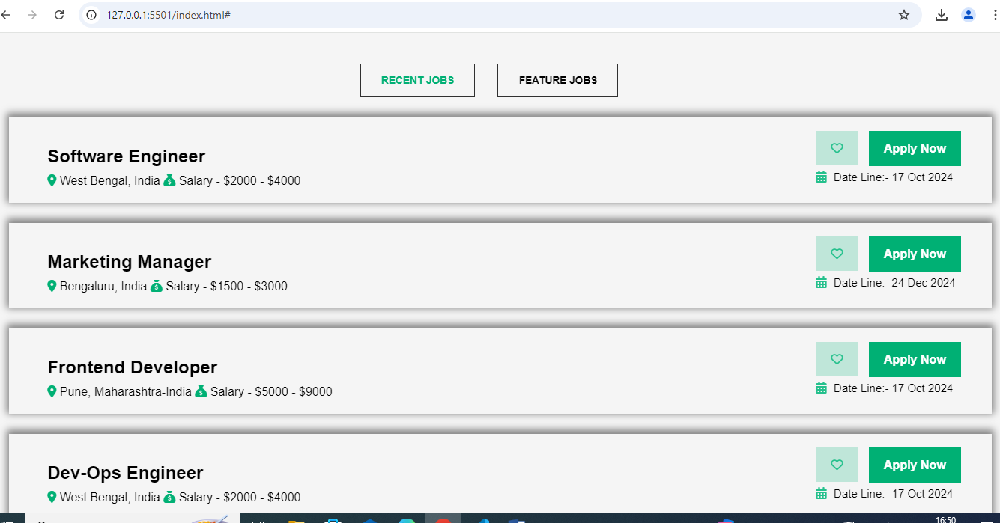 127.0.0.1:5501/index.html#
RECENT JOBS
FEATURE JOBS
Software Engineer
West Bengal, India Salary - $2000 - $4000
Apply Now
Date Line:- 17 Oct 2024
Marketing Manager
Bengaluru, India Salary - $1500 - $3000
Apply Now
Date Line:- 24 Dec 2024
Frontend Developer
Pune, Maharashtra-India Salary - $5000 - $9000
Apply Now
Date Line:- 17 Oct 2024
Dev-Ops Engineer
West Bengal, India Salary - $2000 - $4000
Apply Now
Date Line:- 17 Oct 2024
16:50